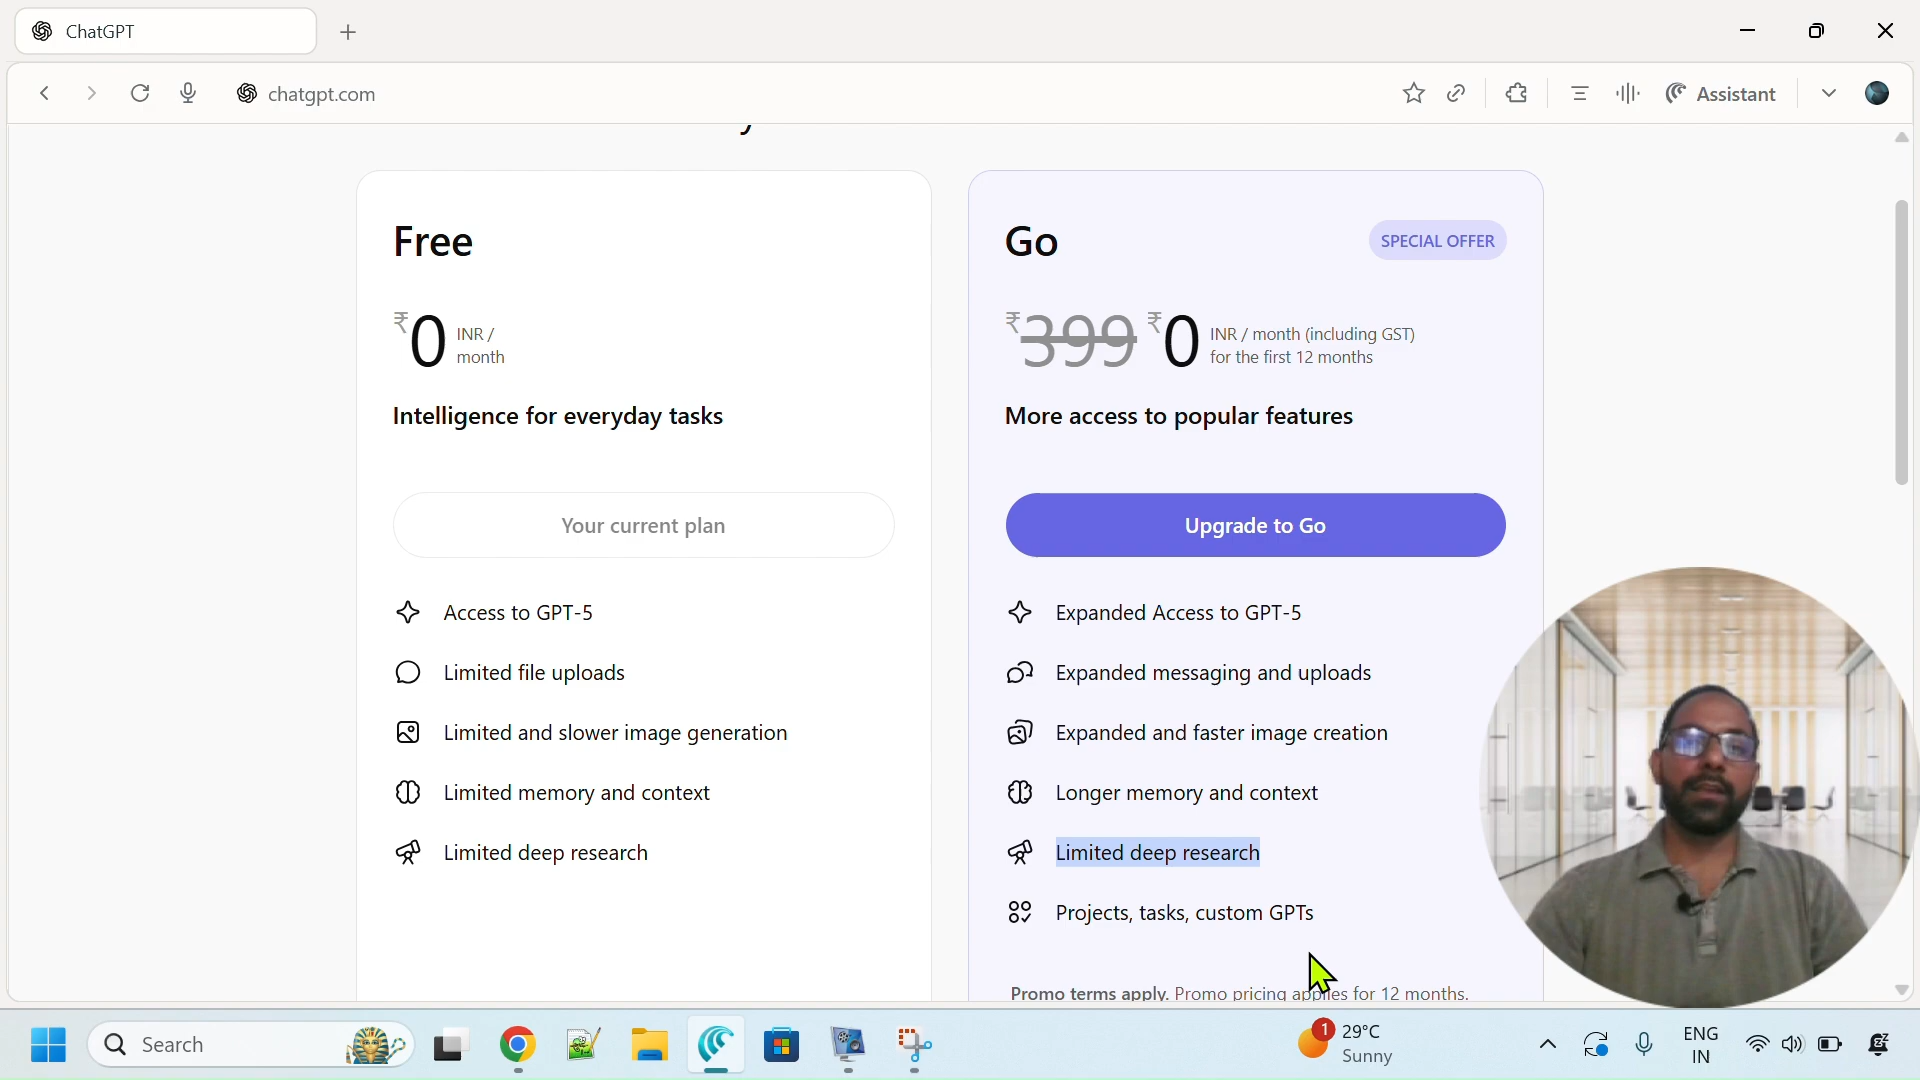 ChatGPT
chatgpt.com
Assistant
Free
₹0 INR /
month
Intelligence for everyday tasks
Your current plan
Access to GPT-5
Limited file uploads
Limited and slower image generation
Limited memory and context
Limited deep research
Go
SPECIAL OFFER
₹399 ₹0 INR / month (including GST)
for the first 12 months
More access to popular features
Upgrade to Go
Expanded Access to GPT-5
Expanded messaging and uploads
Expanded and faster image creation
Longer memory and context
Limited deep research
Projects, tasks, custom GPTs
Promo terms apply. Promo pricing applies for 12 months.
Search
1
29°C
Sunny
ENG
IN